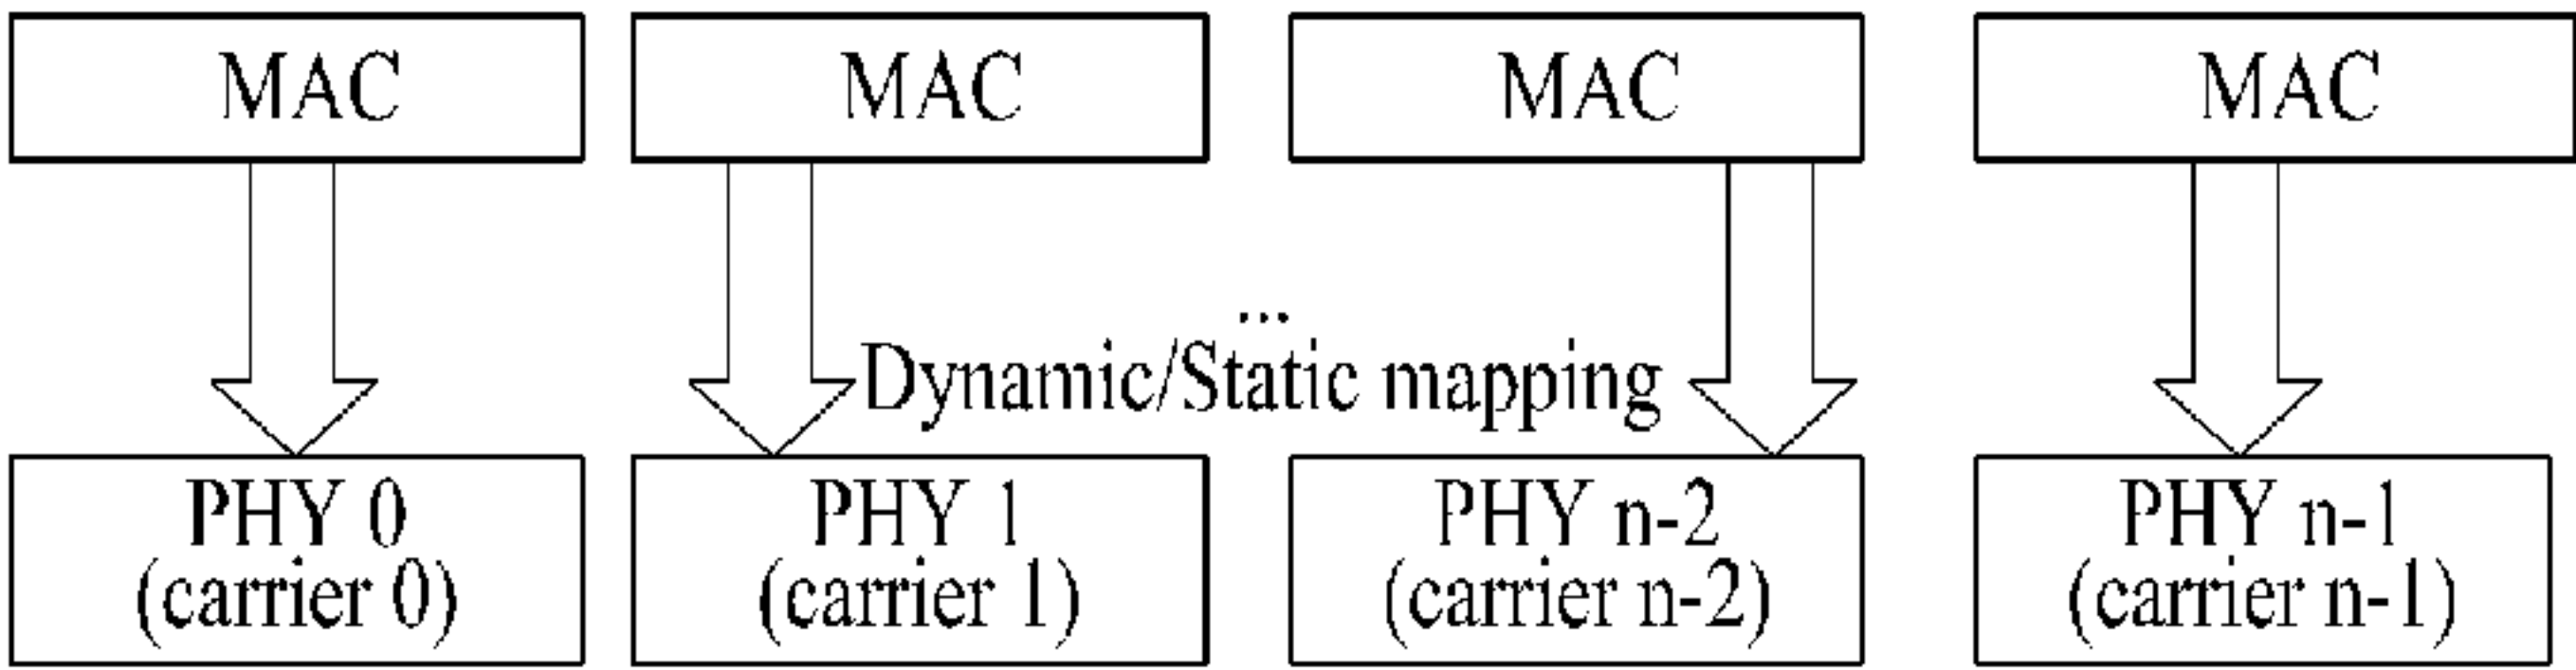 MAC MAC MAC MAC
...
Dynamic/Static mapping
PHY 0 PHY 1 PHY n-2 PHY n-1
(carrier 0) (carrier 1) (carrier n-2) (carrier n-1)